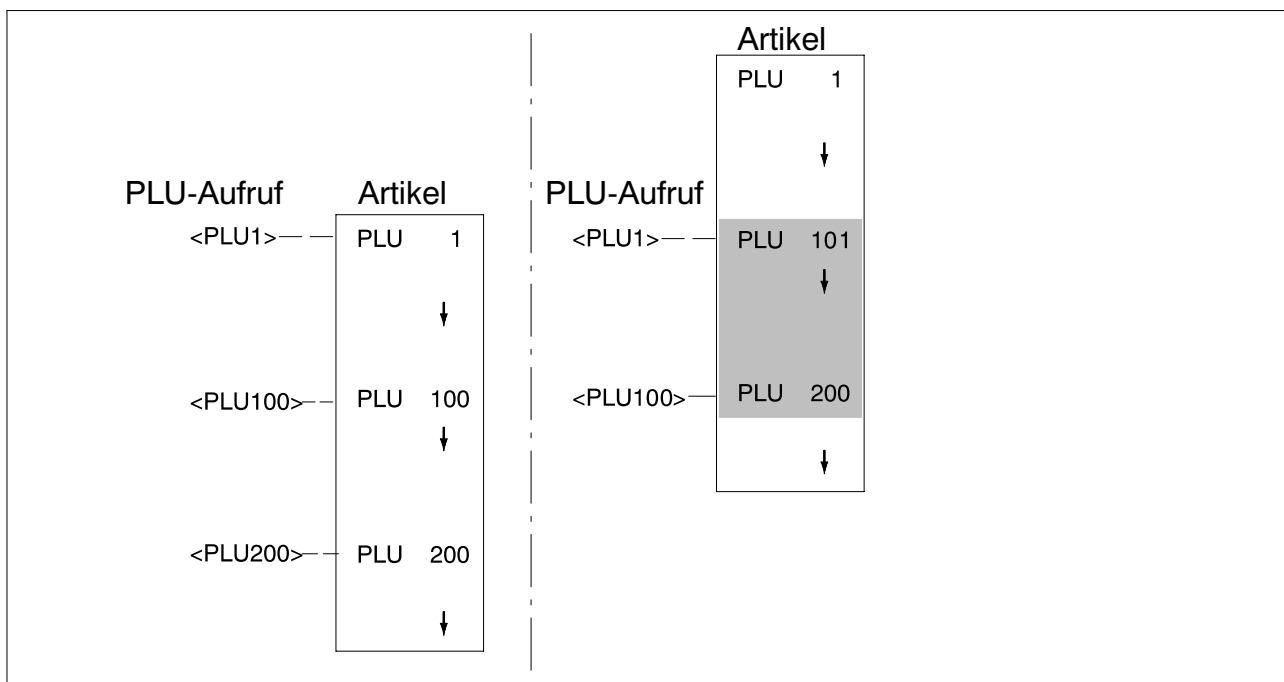 PLU-Aufruf Artikel
<PLU1> PLU 1
<PLU100> PLU 100
<PLU200> PLU 200
Artikel
PLU 1
PLU-Aufruf
<PLU1> PLU 101
<PLU100> PLU 200